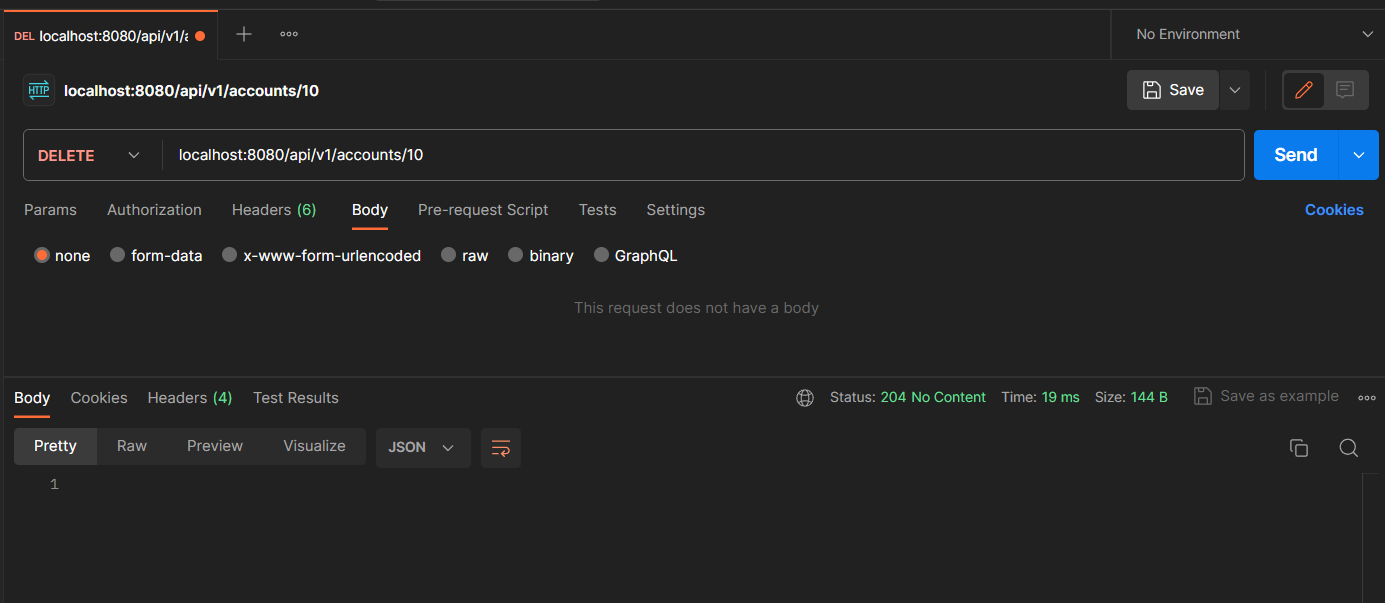 DEL localhost:8080/api/v1/a
No Environment
HTTP localhost:8080/api/v1/accounts/10
Save
DELETE localhost:8080/api/v1/accounts/10
Send
Params Authorization Headers (6) Body Pre-request Script Tests Settings Cookies
none form-data x-www-form-urlencoded raw binary GraphQL
This request does not have a body
Body Cookies Headers (4) Test Results Status: 204 No Content Time: 19 ms Size: 144 B Save as example
Pretty Raw Preview Visualize JSON
1